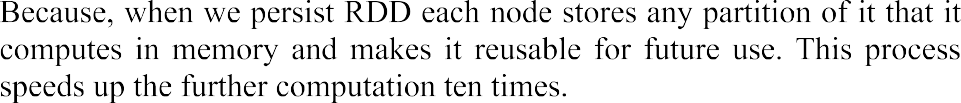 Because, when we persist RDD each node stores any partition of it that it
computes in memory and makes it reusable for future use. This process
speeds up the further computation ten times.